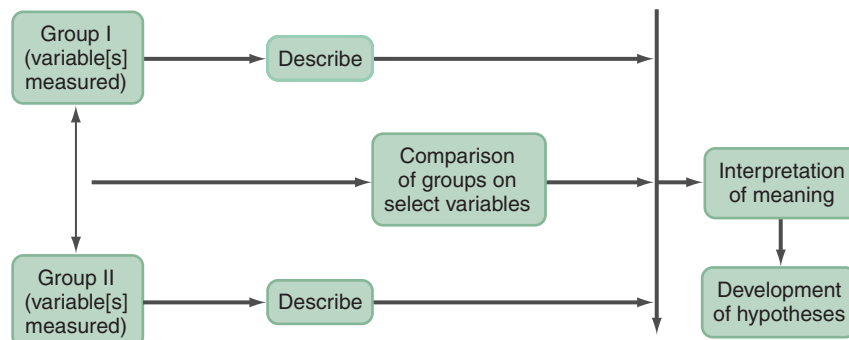 Group I
(variable[s]
measured)
Describe
Comparison
of groups on
select variables
Interpretation
of meaning
Group II
(variable[s]
measured)
Describe
Development
of hypotheses